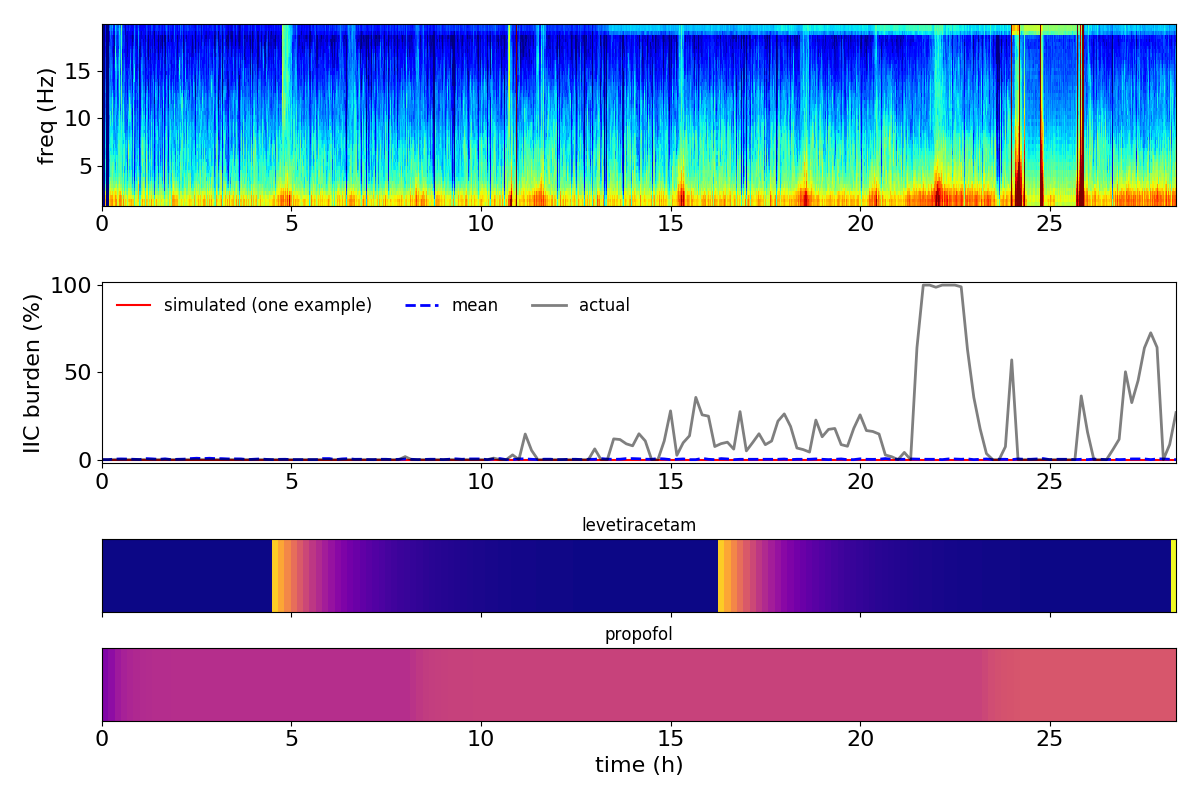 freq (Hz)
15
10
5
0 5 10 15 20 25
IIC burden (%)
100
50
0
simulated (one example) mean actual
0 5 10 15 20 25
levetiracetam
propofol
0 5 10 15 20 25
time (h)